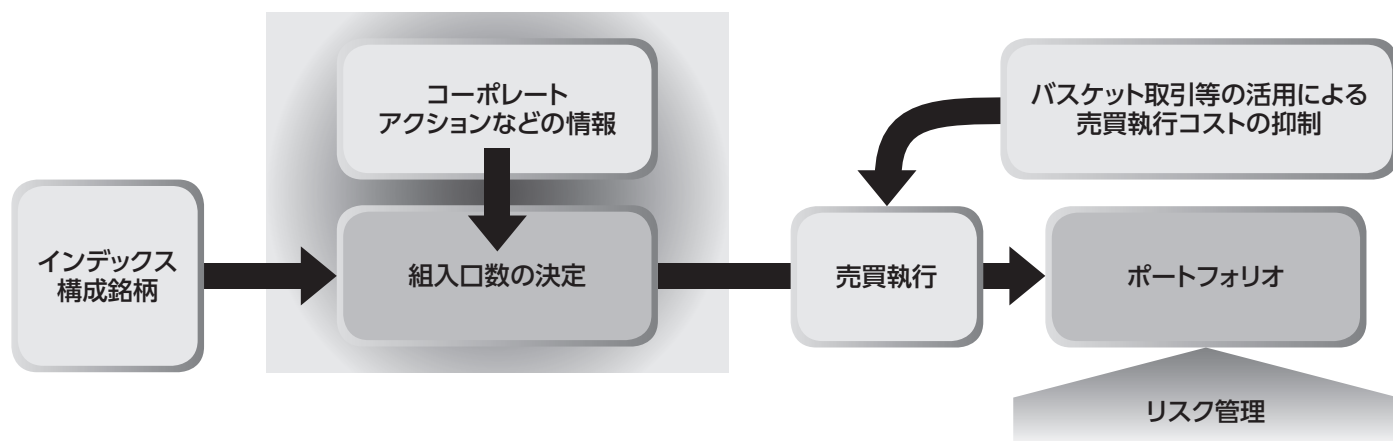 コーポレート
アクションなどの情報
バスケット取引等の活用による
売買執行コストの抑制
インデックス
構成銘柄
組入口数の決定
売買執行
ポートフォリオ
リスク管理